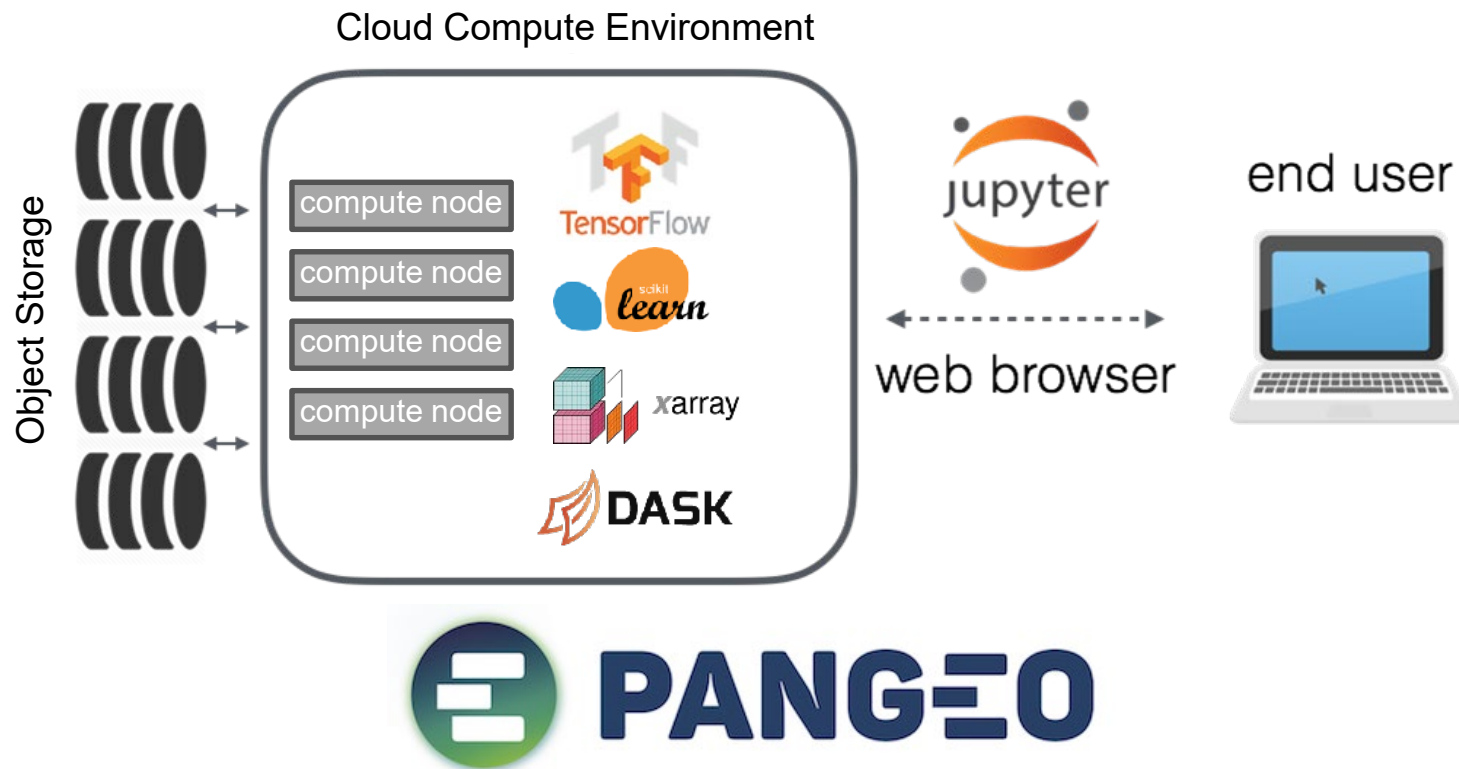 Cloud Compute Environment
Object Storage
compute node
compute node
compute node
compute node
TF
TensorFlow
scikit
learn
xarray
DASK
jupyter
web browser
end user
PANGEO